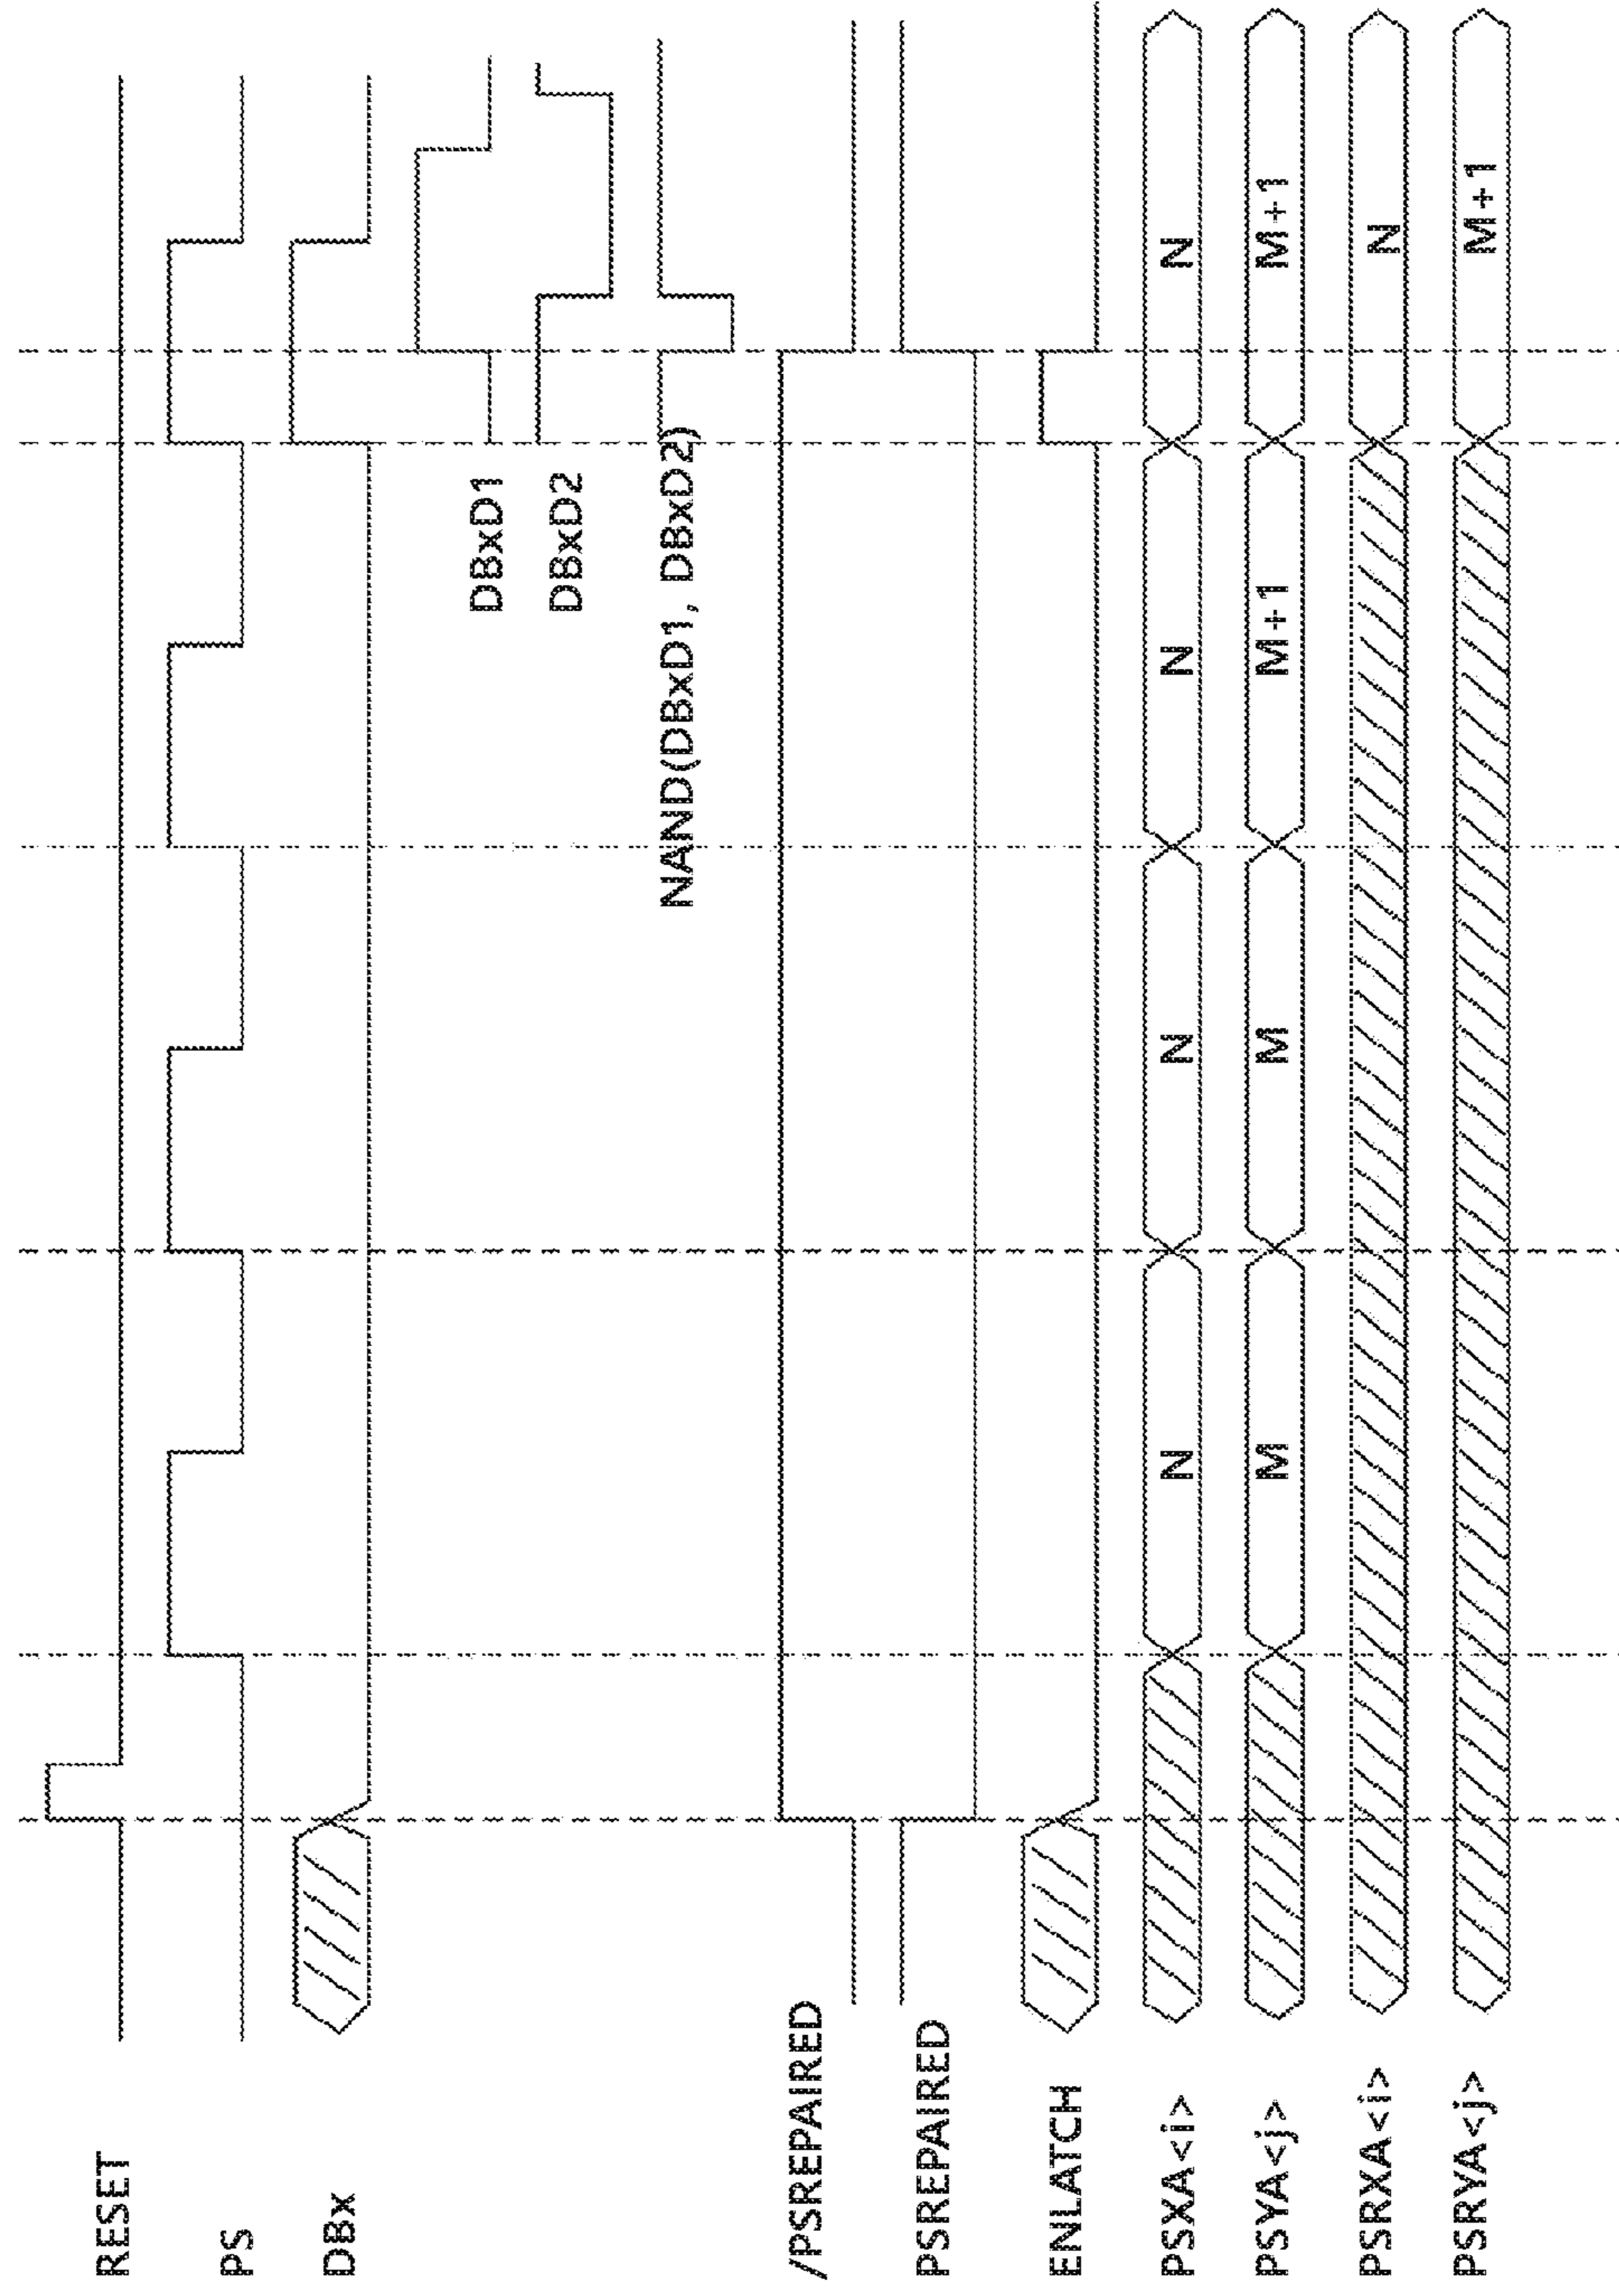 RESET
PS
DBx
DBxD1
DBxD2
NAND(DBxD1, DBxD2)
/PSREPAIRED
PSREPAIRED
ENLATCH
PSXA<i> N N N N
PSYA<j> M M M+1 M+1
PSRXA<i> N
PSRYA<j> M+1